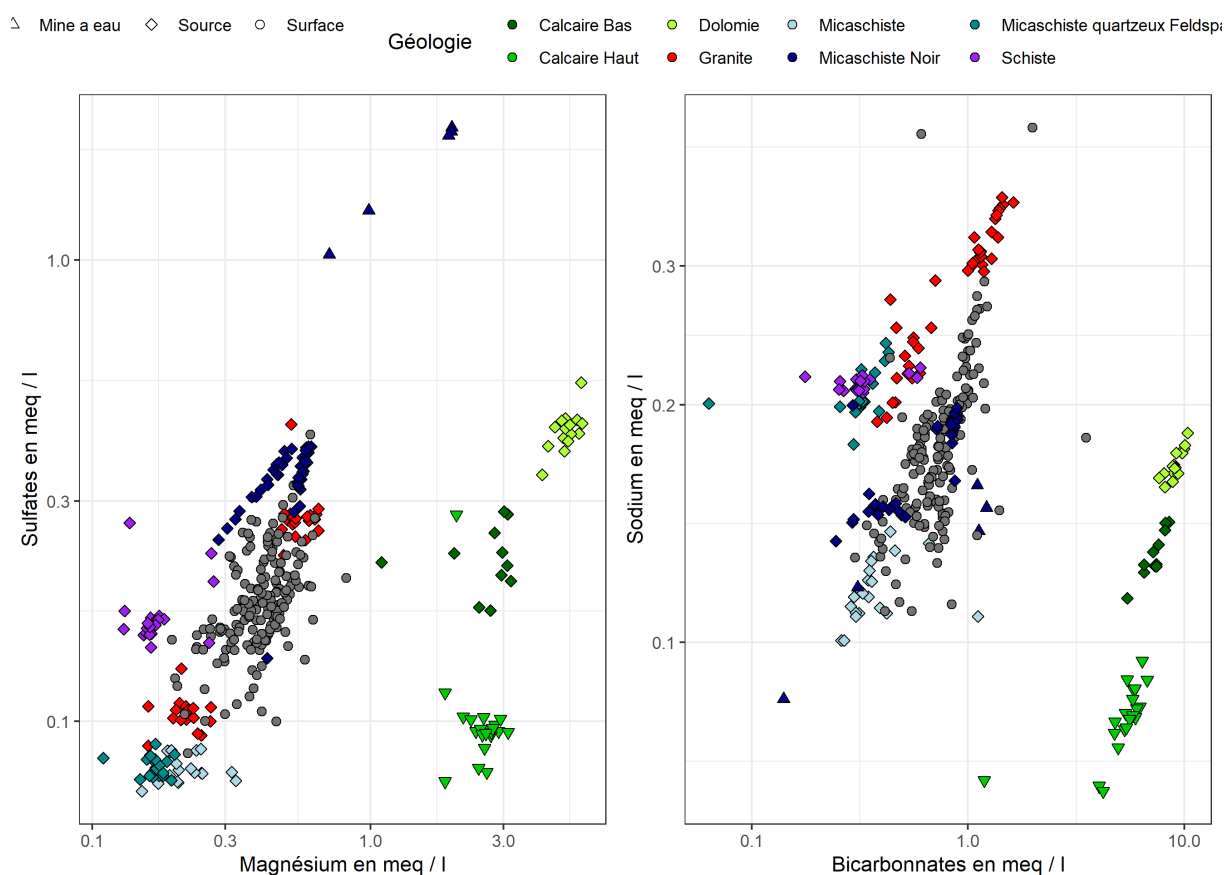 Mine a eau Source Surface
Géologie
Calcaire Bas Dolomie Micaschiste Micaschiste quartzeux Feldspa
Calcaire Haut Granite Micaschiste Noir Schiste
Sulfates en meq / l
1.0
0.3
0.1
0.1 0.3 1.0 3.0
Magnésium en meq / l
Sodium en meq / l
0.3
0.2
0.1
0.1 1.0 10.0
Bicarbonnates en meq / l